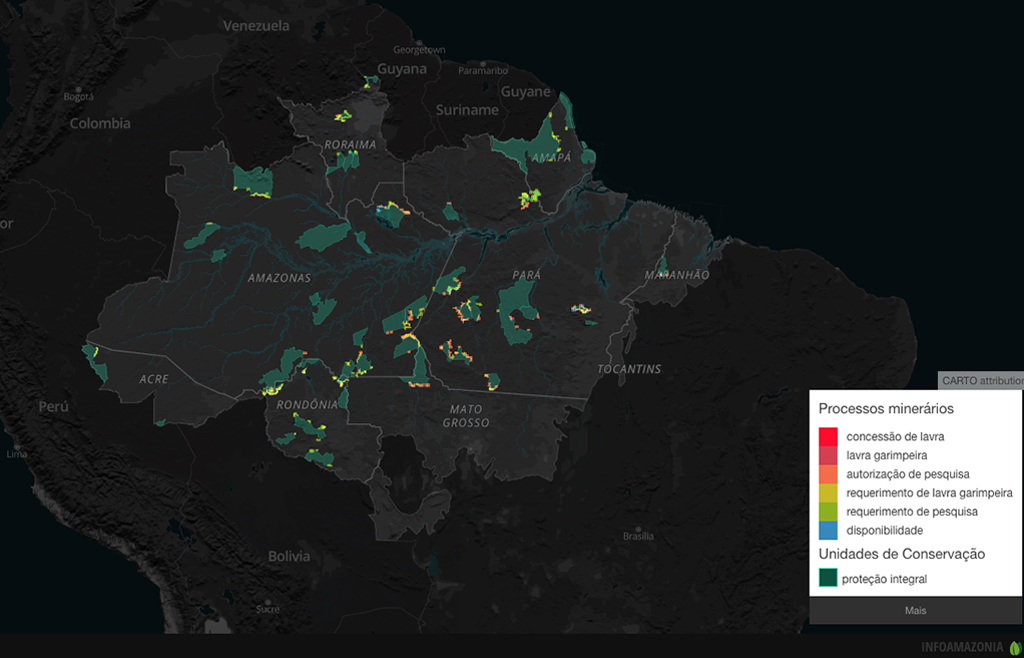 Venezuela
Georgetown
Guyana
Paramaribo
Guyane
Bogotá
Suriname
Colombia
RORAIMA
AMAPÁ
or
AMAZONAS
PARÁ
MARANHÃO
TOCANTINS
ACRE
CARTO attribution
RONDÔNIA
MATO
GROSSO
Perú
Lima
Processos minerários
concessão de lavra
lavra garimpeira
autorização de pesquisa
requerimento de lavra garimpeira
requerimento de pesquisa
disponibilidade
Brasília
Bolivia
Unidades de Conservação
proteção integral
Sucre
Mais
INFOAMAZONIA